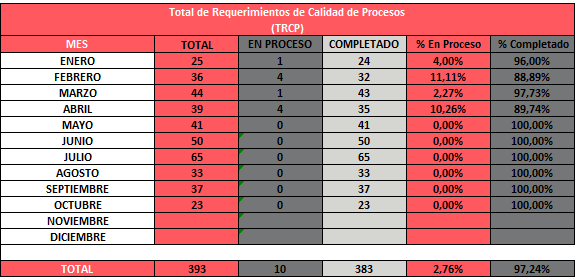 Total de Requerimientos de Calidad de Procesos
(TRCP)
MES TOTAL EN PROCESO COMPLETADO % En Proceso % Completado
ENERO 25 1 24 4,00% 96,00%
FEBRERO 36 4 32 11,11% 88,89%
MARZO 44 1 43 2,27% 97,73%
ABRIL 39 4 35 10,26% 89,74%
MAYO 41 0 41 0,00% 100,00%
JUNIO 50 0 50 0,00% 100,00%
JULIO 65 0 65 0,00% 100,00%
AGOSTO 33 0 33 0,00% 100,00%
SEPTIEMBRE 37 0 37 0,00% 100,00%
OCTUBRE 23 0 23 0,00% 100,00%
NOVIEMBRE
DICIEMBRE
TOTAL 393 10 383 2,76% 97,24%